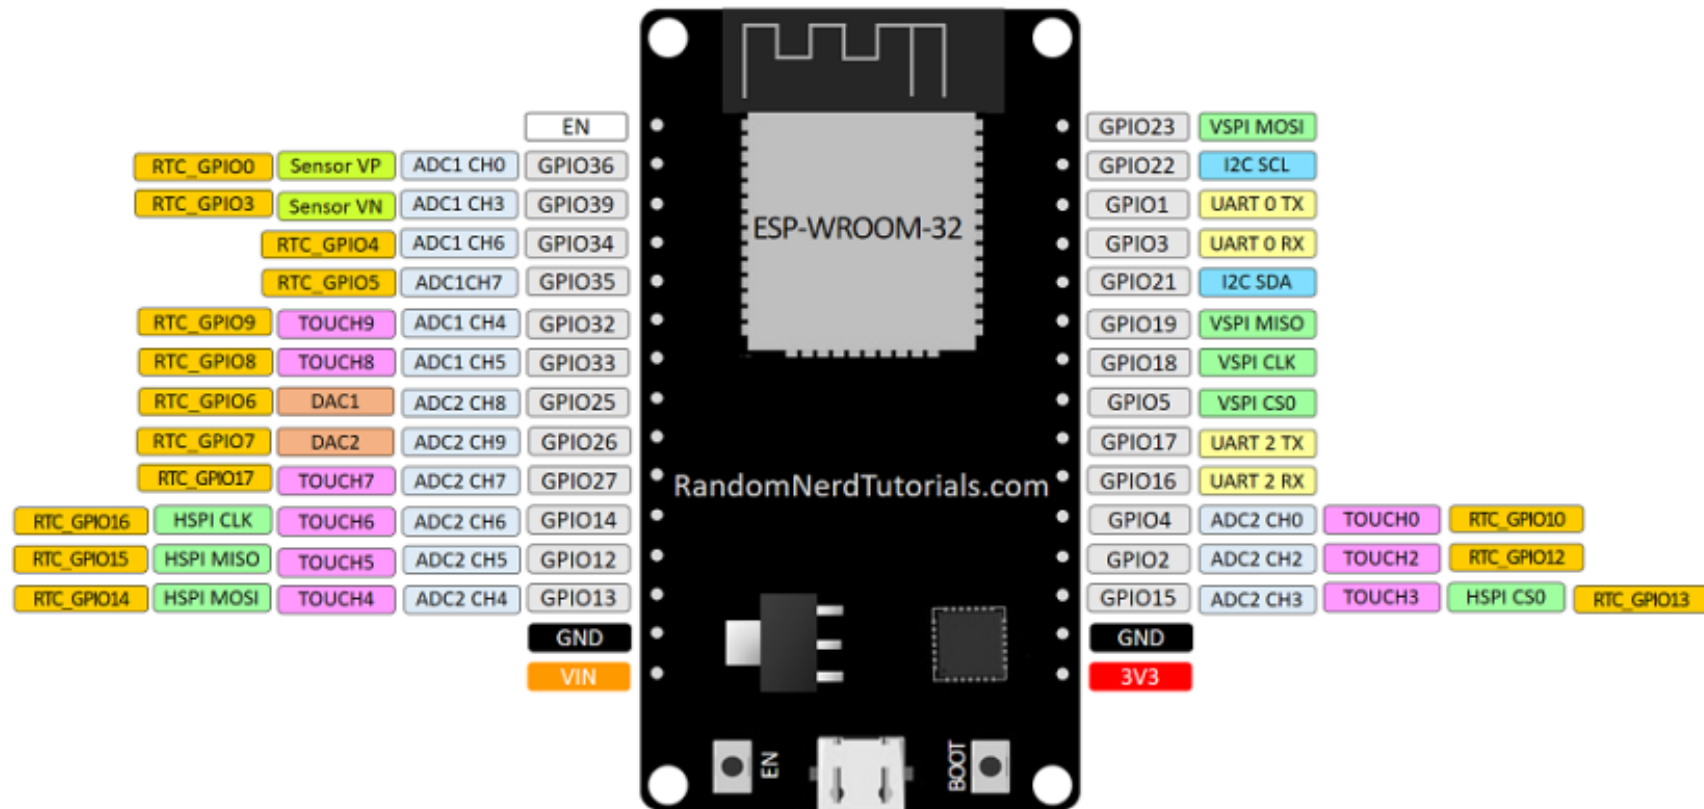 EN GPIO23 VSPI MOSI
RTC_GPIO0 Sensor VP ADC1 CH0 GPIO36 GPIO22 I2C SCL
RTC_GPIO3 Sensor VN ADC1 CH3 GPIO39 GPIO1 UART 0 TX
ESP-WROOM-32
RTC_GPIO4 ADC1 CH6 GPIO34 GPIO3 UART 0 RX
RTC_GPIO5 ADC1CH7 GPIO35 GPIO21 I2C SDA
RTC_GPIO9 TOUCH9 ADC1 CH4 GPIO32 GPIO19 VSPI MISO
RTC_GPIO8 TOUCH8 ADC1 CH5 GPIO33 GPIO18 VSPI CLK
RTC_GPIO6 DAC1 ADC2 CH8 GPIO25 GPIO5 VSPI CS0
RTC_GPIO7 DAC2 ADC2 CH9 GPIO26 GPIO17 UART 2 TX
RTC_GPIO17 TOUCH7 ADC2 CH7 GPIO27 RandomNerdTutorials.com GPIO16 UART 2 RX
RTC_GPIO16 HSPI CLK TOUCH6 ADC2 CH6 GPIO14 GPIO4 ADC2 CH0 TOUCH0 RTC_GPIO10
RTC_GPIO15 HSPI MISO TOUCH5 ADC2 CH5 GPIO12 GPIO2 ADC2 CH2 TOUCH2 RTC_GPIO12
RTC_GPIO14 HSPI MOSI TOUCH4 ADC2 CH4 GPIO13 GPIO15 ADC2 CH3 TOUCH3 HSPI CS0 RTC_GPIO13
GND GND
VIN 3V3
EN BOOT